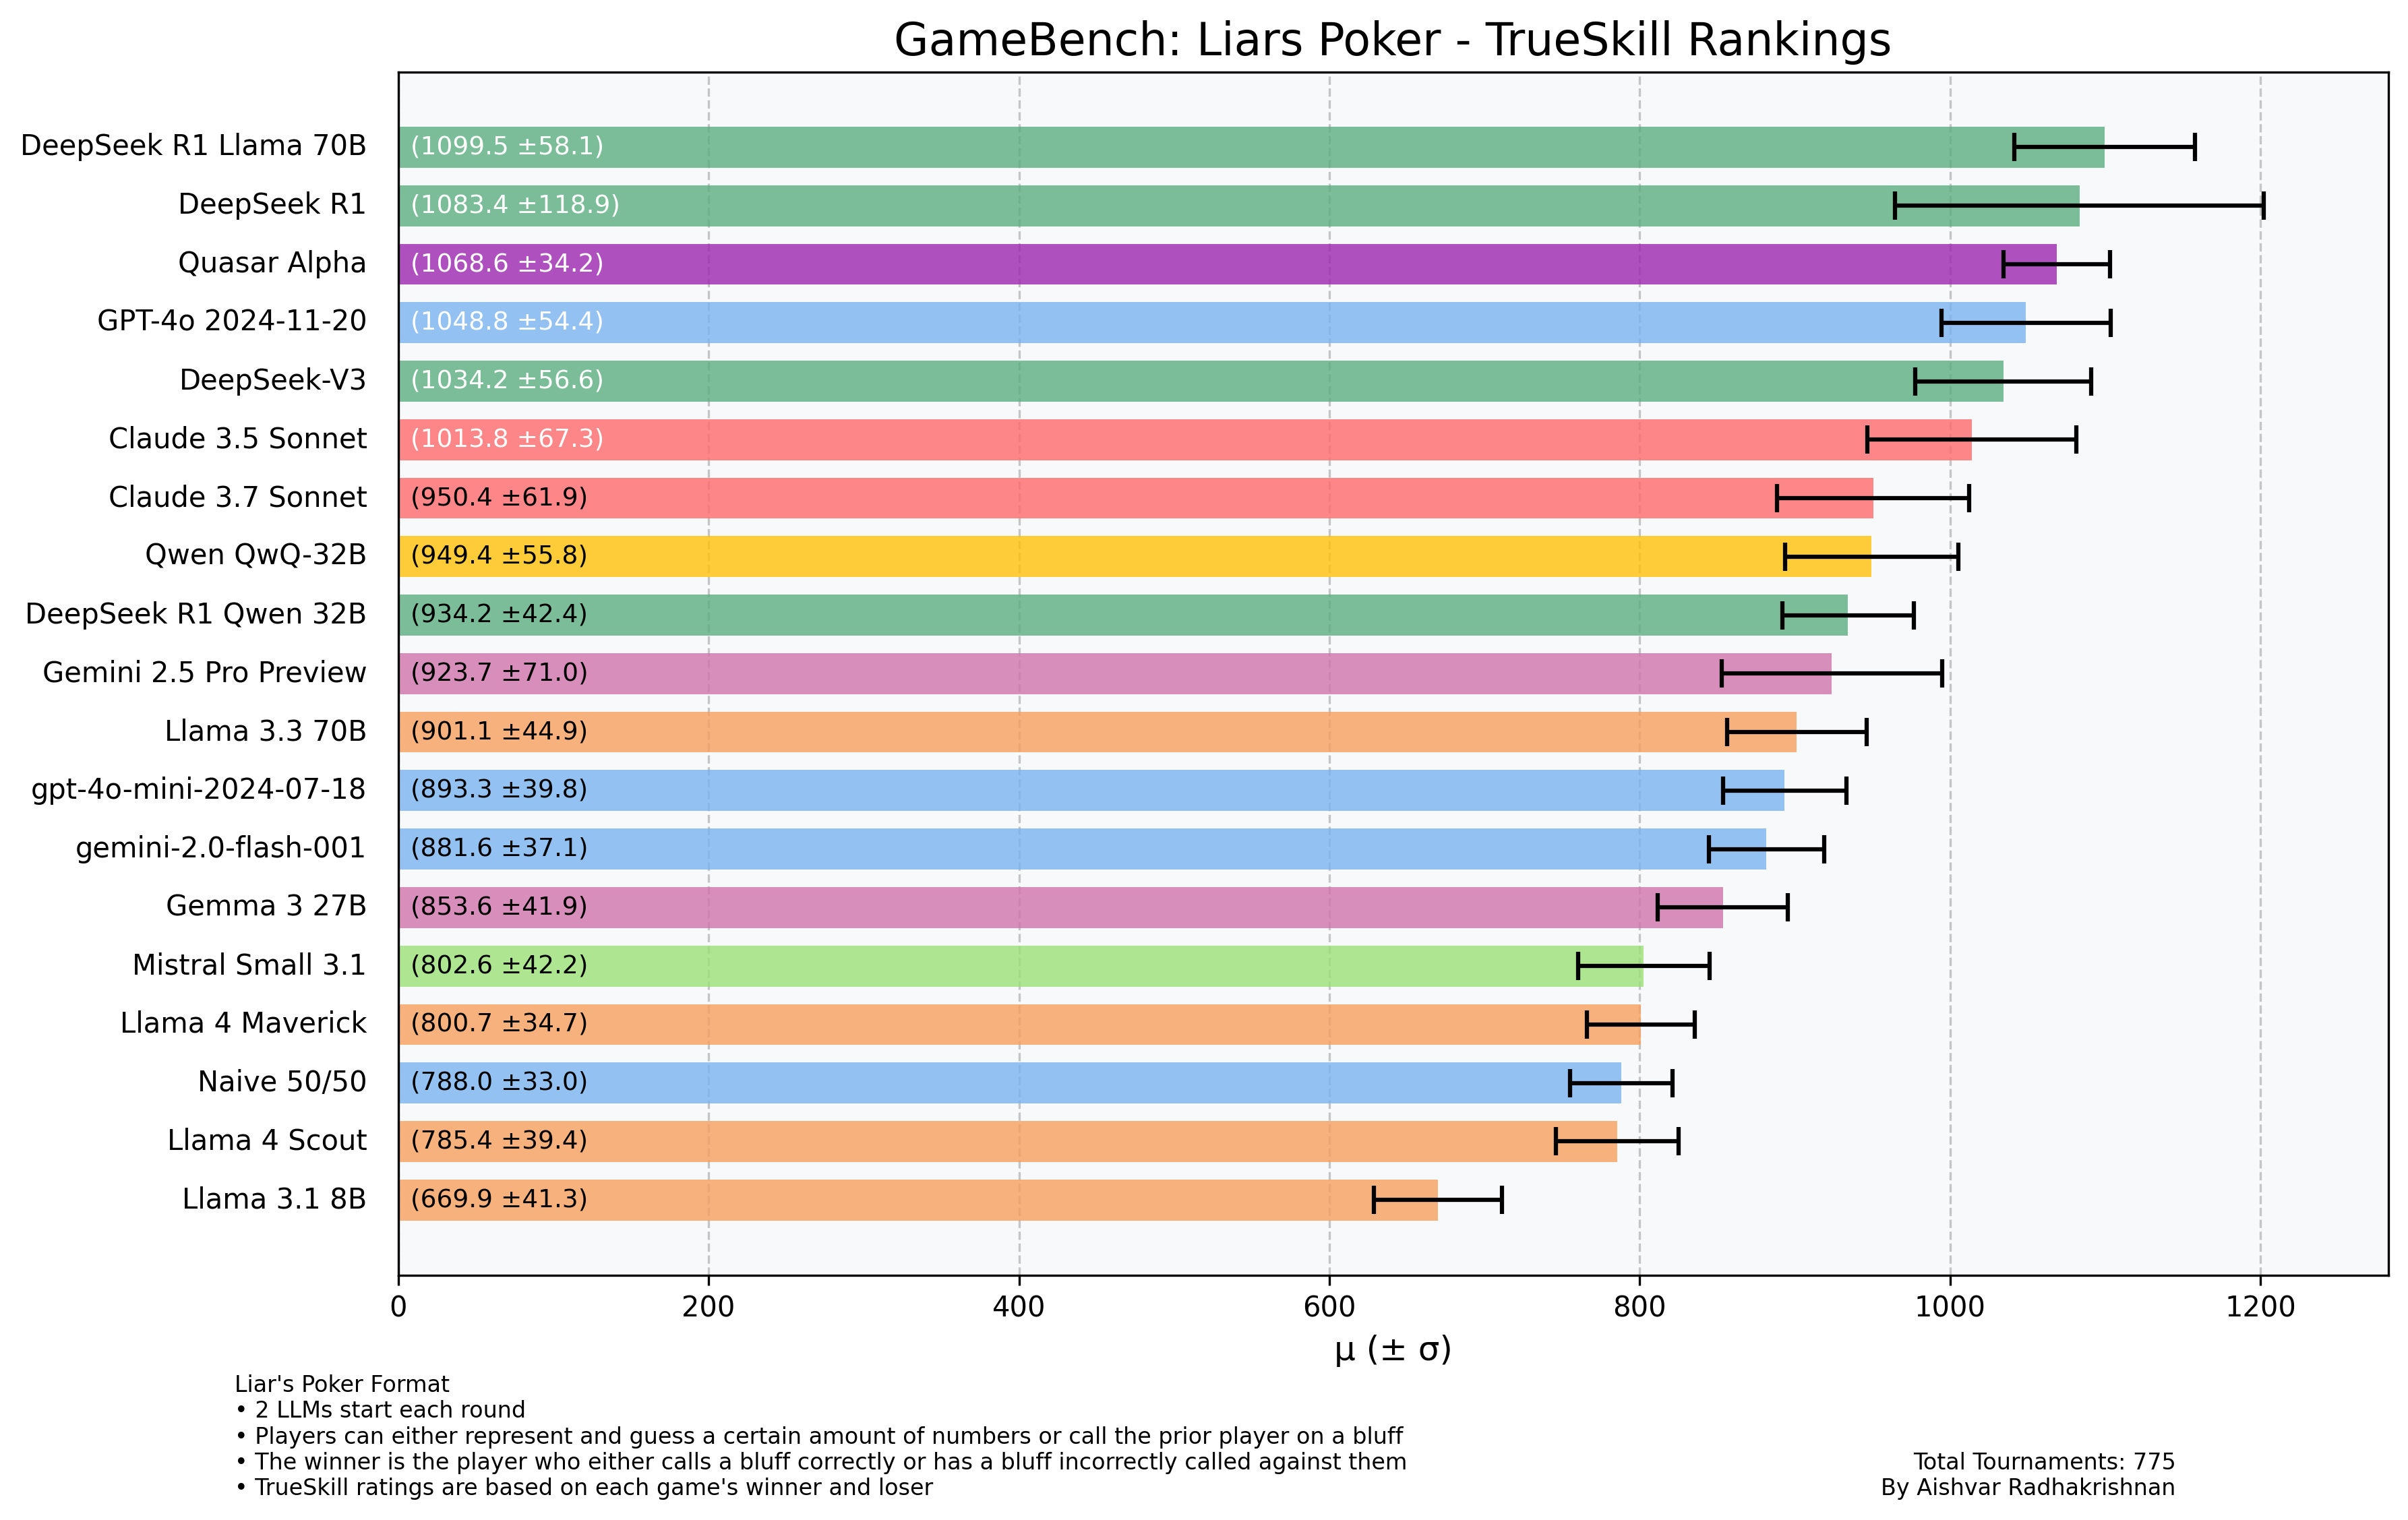 GameBench: Liars Poker - TrueSkill Rankings
DeepSeek R1 Llama 70B (1099.5 ±58.1)
DeepSeek R1 (1083.4 ±118.9)
Quasar Alpha (1068.6 ±34.2)
GPT-4o 2024-11-20 (1048.8 ±54.4)
DeepSeek-V3 (1034.2 ±56.6)
Claude 3.5 Sonnet (1013.8 ±67.3)
Claude 3.7 Sonnet (950.4 ±61.9)
Qwen QwQ-32B (949.4 ±55.8)
DeepSeek R1 Qwen 32B (934.2 ±42.4)
Gemini 2.5 Pro Preview (923.7 ±71.0)
Llama 3.3 70B (901.1 ±44.9)
gpt-4o-mini-2024-07-18 (893.3 ±39.8)
gemini-2.0-flash-001 (881.6 ±37.1)
Gemma 3 27B (853.6 ±41.9)
Mistral Small 3.1 (802.6 ±42.2)
Llama 4 Maverick (800.7 ±34.7)
Naive 50/50 (788.0 ±33.0)
Llama 4 Scout (785.4 ±39.4)
Llama 3.1 8B (669.9 ±41.3)
0 200 400 600 800 1000 1200
μ (± σ)
Liar's Poker Format
• 2 LLMs start each round
• Players can either represent and guess a certain amount of numbers or call the prior player on a bluff
• The winner is the player who either calls a bluff correctly or has a bluff incorrectly called against them
• TrueSkill ratings are based on each game's winner and loser
Total Tournaments: 775
By Aishvar Radhakrishnan